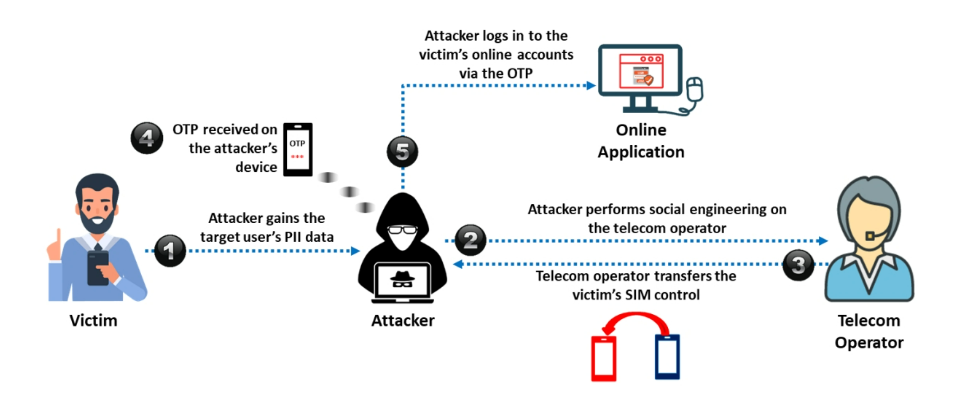 Attacker logs in to the
victim's online accounts
via the OTP
Online
Application
4
OTP received on
the attacker's
device
OTP
***
5
1
Attacker gains the
target user's PII data
2
Attacker performs social engineering on
the telecom operator
3
Telecom operator transfers the
victim's SIM control
Victim
Attacker
Telecom
Operator